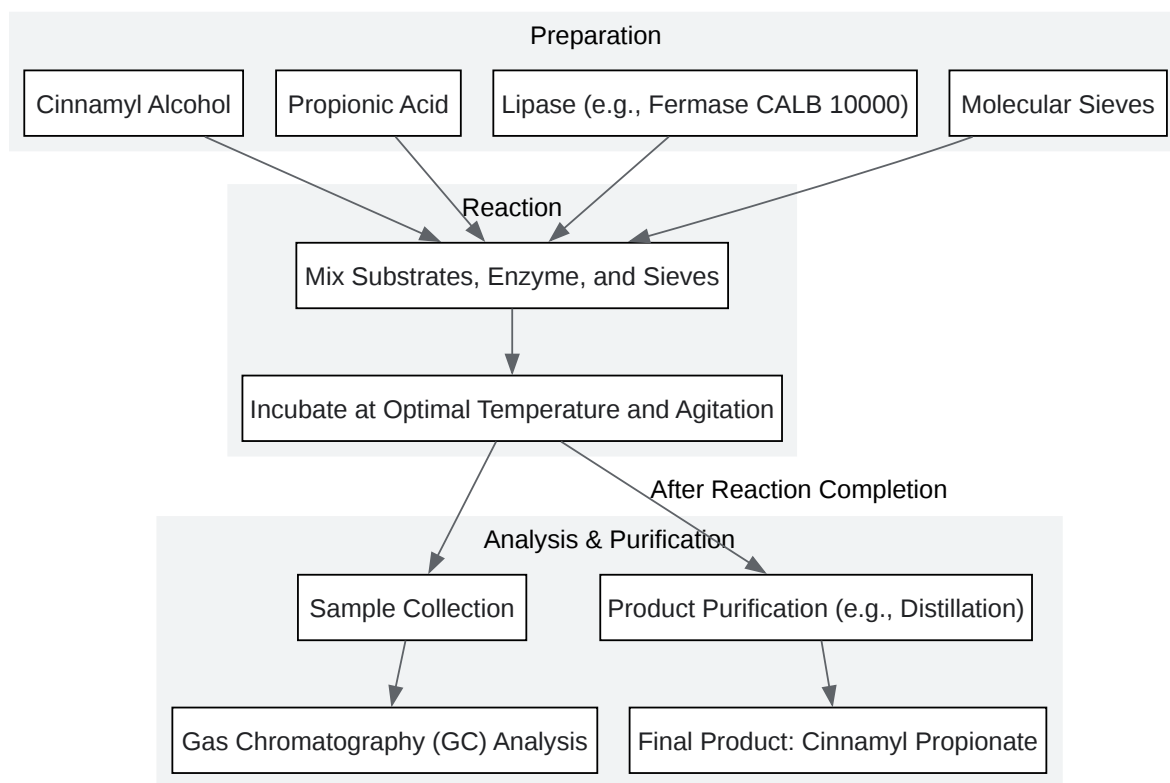 Preparation
Cinnamyl Alcohol
Propionic Acid
Lipase (e.g., Fermase CALB 10000)
Molecular Sieves
Reaction
Mix Substrates, Enzyme, and Sieves
Incubate at Optimal Temperature and Agitation
After Reaction Completion
Analysis & Purification
Sample Collection
Product Purification (e.g., Distillation)
Gas Chromatography (GC) Analysis
Final Product: Cinnamyl Propionate